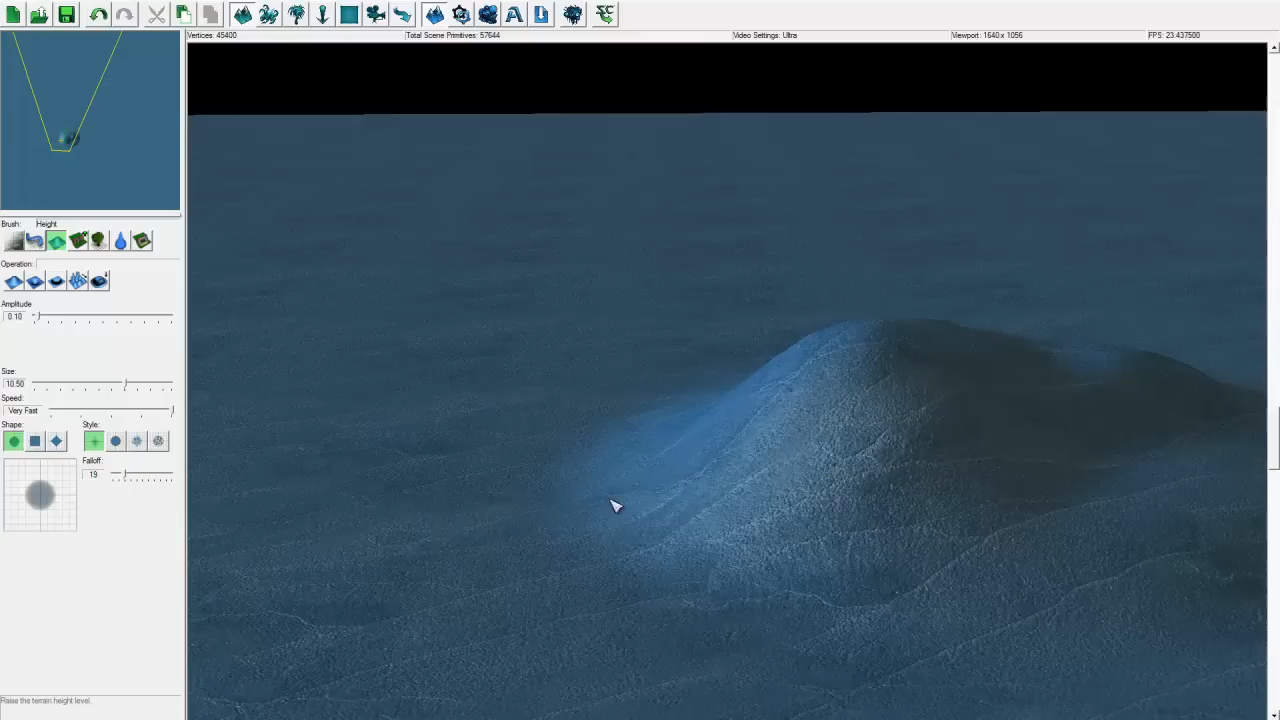 Vertices: 45400 Total Scene Primitives: 57644 Video Settings: Ultra Viewport: 1640 x 1056 FPS: 23.437500
Brush: Height
Operation:
Amplitude
0.10
Size:
10.50
Speed:
Very Fast
Shape: Style:
Falloff:
19
Raise the terrain height level.